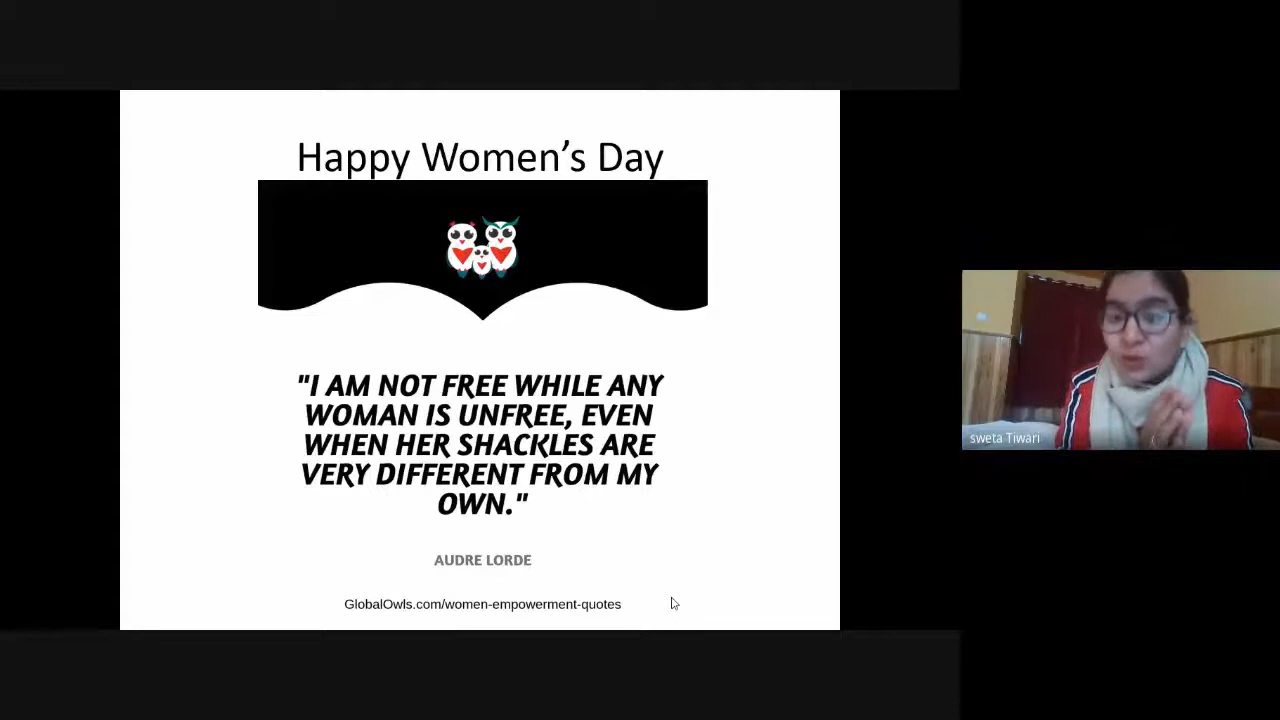 Happy Women’s Day
"I AM NOT FREE WHILE ANY
WOMAN IS UNFREE, EVEN
WHEN HER SHACKLES ARE
VERY DIFFERENT FROM MY
OWN."
AUDRE LORDE
GlobalOwls.com/women-empowerment-quotes
sweta Tiwari